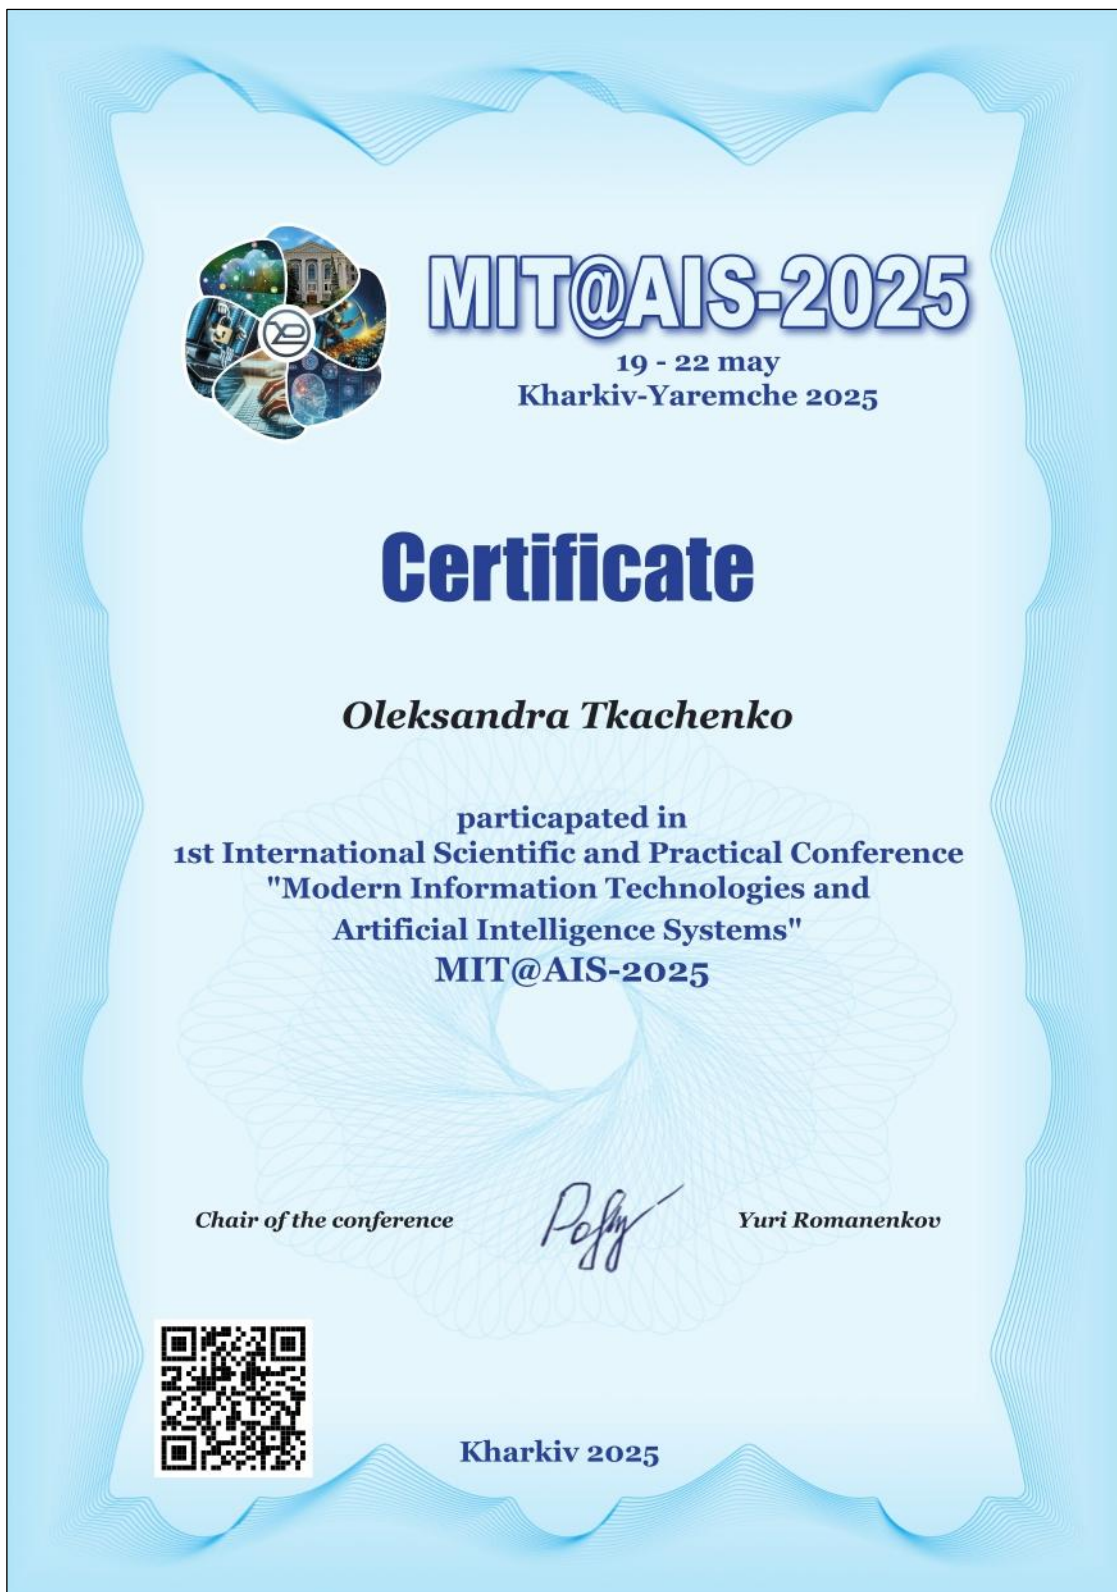 MIT@AIS-2025
19 - 22 may
Kharkiv-Yaremche 2025
Certificate
Oleksandra Tkachenko
particapated in
1st International Scientific and Practical Conference
"Modern Information Technologies and
Artificial Intelligence Systems"
MIT@AIS-2025
Chair of the conference
Yuri Romanenkov
Kharkiv 2025